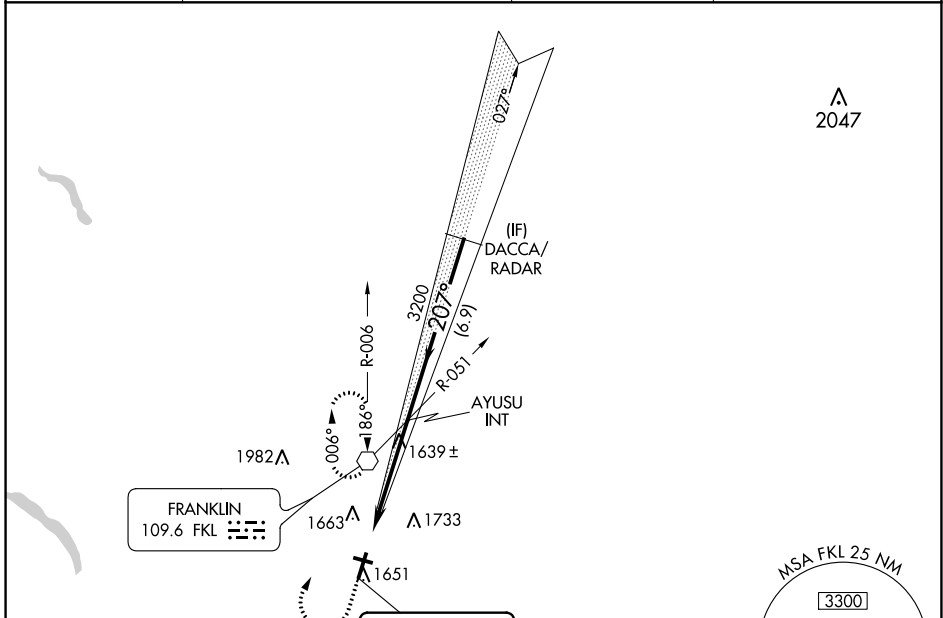 027°
2047
(IF)
DACCA/
RADAR
3200
207°
(6.9)
R-006
R-051
AYUSU
INT
006°
186°
1982
1639 ±
FRANKLIN
109.6 FKL
1663
1733
1651
MSA FKL 25 NM
3300